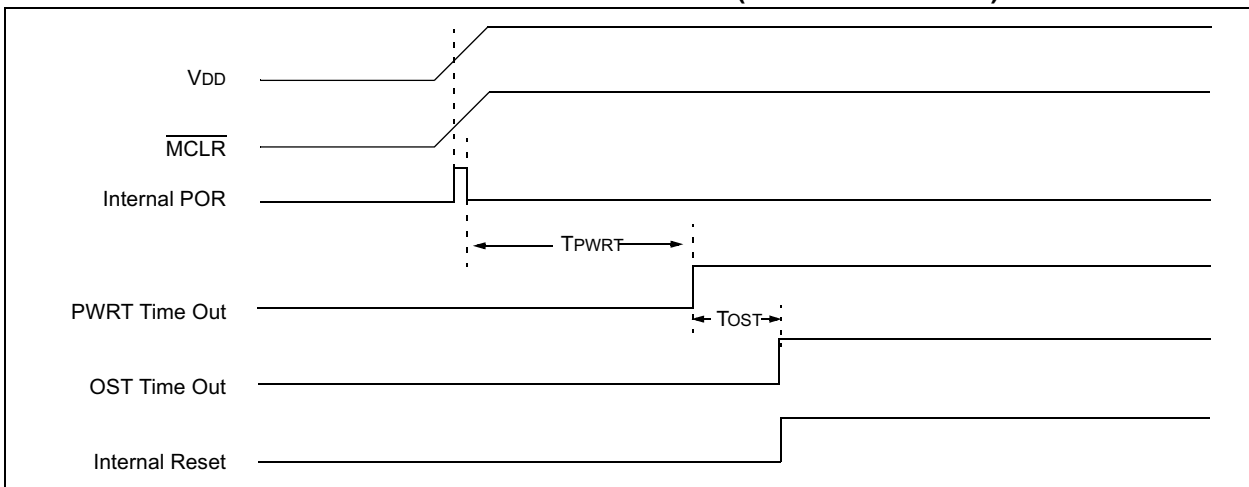 VDD
MCLR
Internal POR
TPWRT
PWRT Time Out
TOST
OST Time Out
Internal Reset